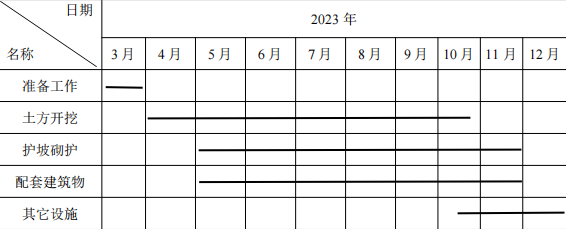 日期
2023 年
名称
3 月 4 月 5 月 6 月 7 月 8 月 9 月 10 月 11 月 12 月
准备工作
土方开挖
护坡砌护
配套建筑物
其它设施